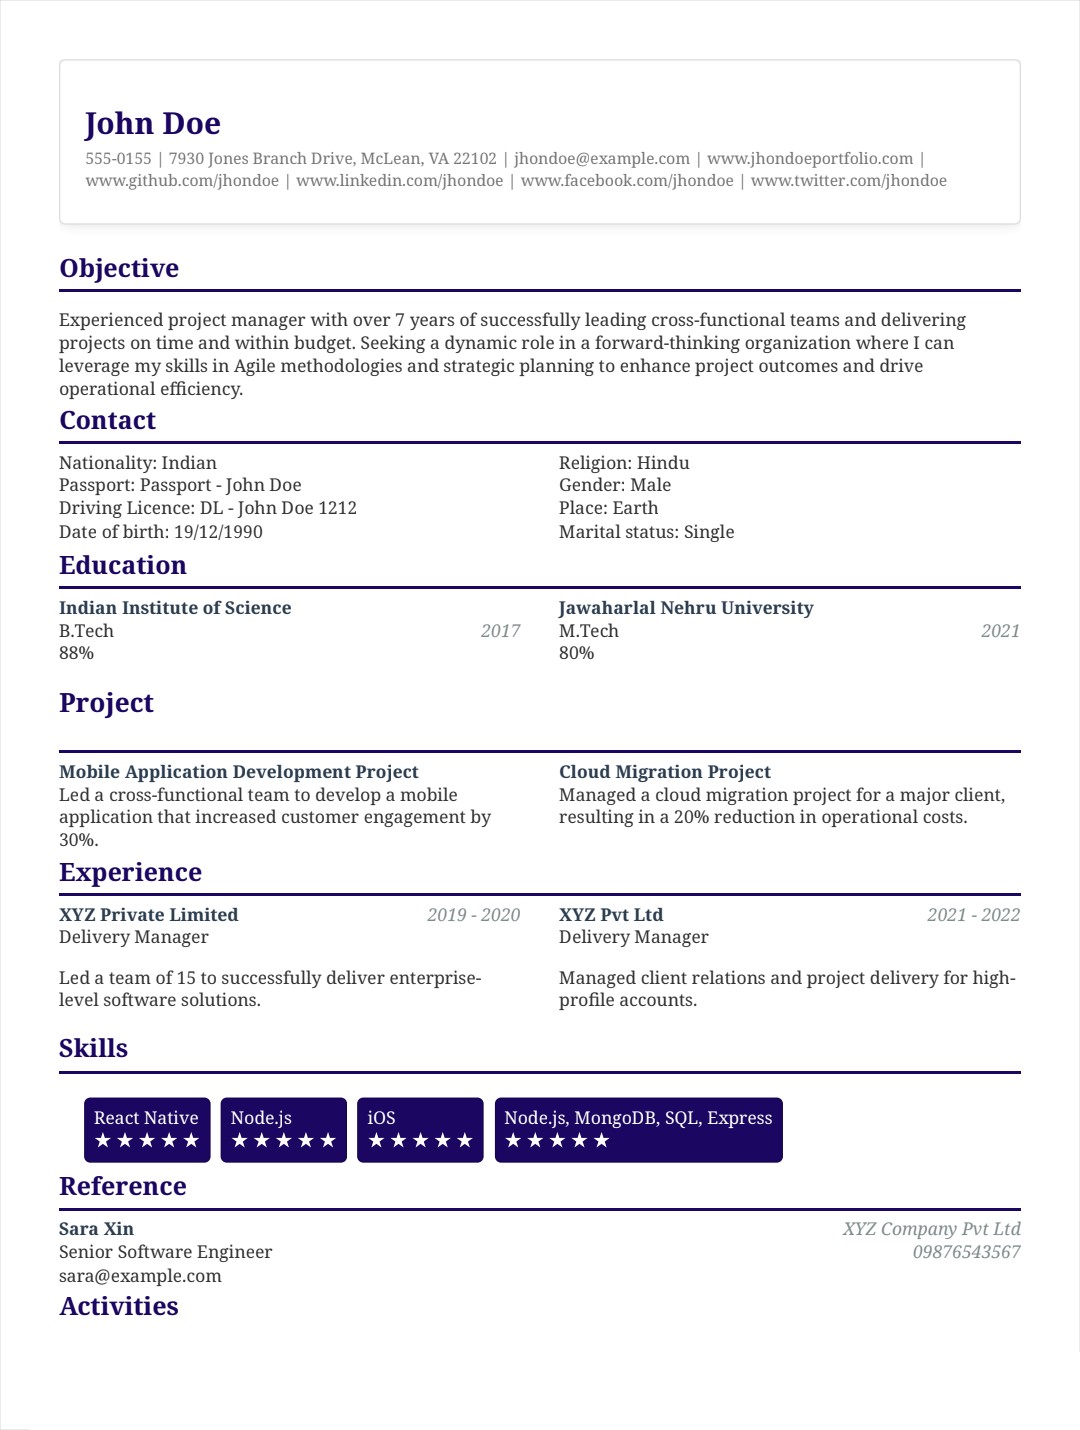 John Doe
555-0155 | 7930 Jones Branch Drive, McLean, VA 22102 | jhondoe@example.com | www.jhondoeportfolio.com |
www.github.com/jhondoe | www.linkedin.com/jhondoe | www.facebook.com/jhondoe | www.twitter.com/jhondoe
Objective
Experienced project manager with over 7 years of successfully leading cross-functional teams and delivering
projects on time and within budget. Seeking a dynamic role in a forward-thinking organization where I can
leverage my skills in Agile methodologies and strategic planning to enhance project outcomes and drive
operational efficiency.
Contact
Nationality: Indian
Passport: Passport - John Doe
Driving Licence: DL - John Doe 1212
Date of birth: 19/12/1990
Religion: Hindu
Gender: Male
Place: Earth
Marital status: Single
Education
Indian Institute of Science
B.Tech 2017
88%
Jawaharlal Nehru University
M.Tech 2021
80%
Project
Mobile Application Development Project
Led a cross-functional team to develop a mobile
application that increased customer engagement by
30%.
Cloud Migration Project
Managed a cloud migration project for a major client,
resulting in a 20% reduction in operational costs.
Experience
XYZ Private Limited 2019 - 2020
Delivery Manager
Led a team of 15 to successfully deliver enterprise-
level software solutions.
XYZ Pvt Ltd 2021 - 2022
Delivery Manager
Managed client relations and project delivery for high-
profile accounts.
Skills
React Native
★ ★ ★ ★ ★
Node.js
★ ★ ★ ★ ★
iOS
★ ★ ★ ★ ★
Node.js, MongoDB, SQL, Express
★ ★ ★ ★ ★
Reference
Sara Xin XYZ Company Pvt Ltd
Senior Software Engineer 09876543567
sara@example.com
Activities